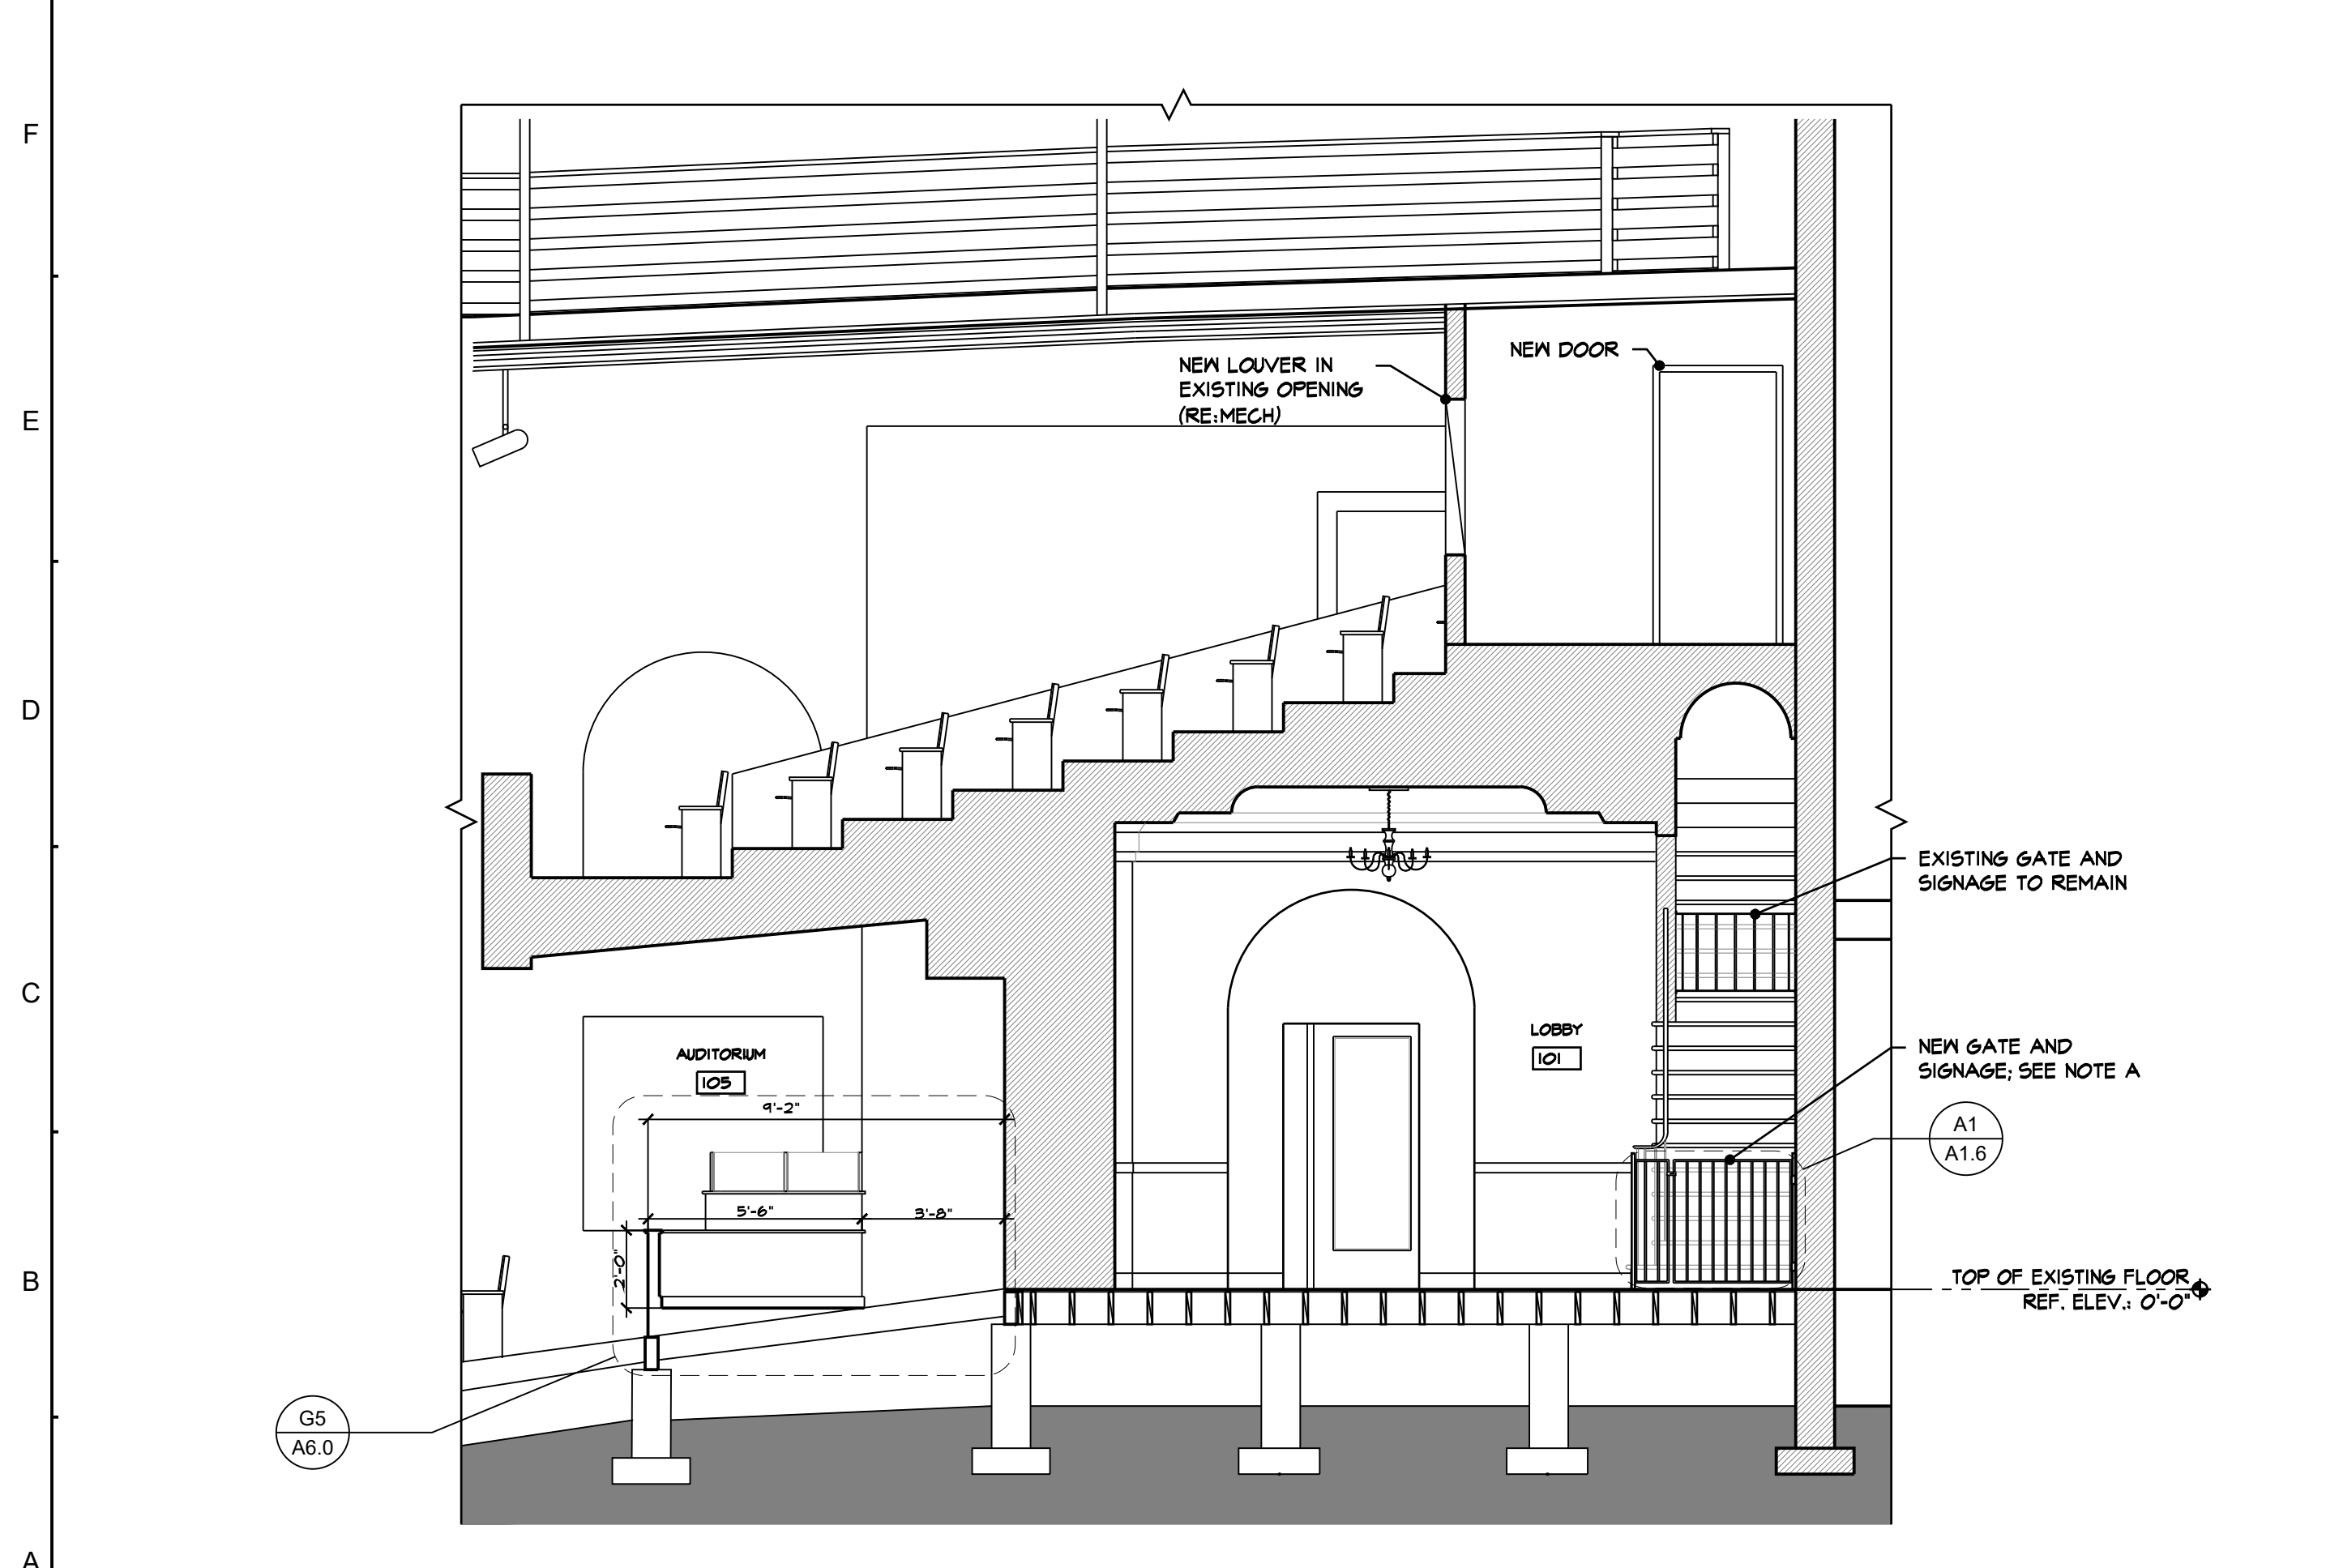 F
E
D
C
B
A
NEW LOUVER IN
EXISTING OPENING
(RE:MECH)
NEW DOOR
EXISTING GATE AND
SIGNAGE TO REMAIN
NEW GATE AND
SIGNAGE; SEE NOTE A
A1
A1.6
LOBBY
101
AUDITORIUM
105
9'-2"
5'-6"
3'-8"
2'-0"
TOP OF EXISTING FLOOR
REF. ELEV.: 0'-0"
G5
A6.0